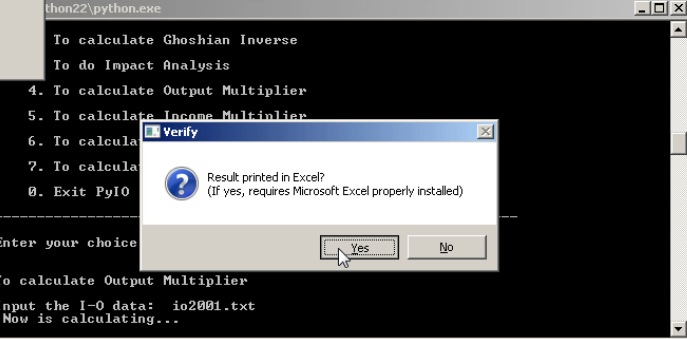 thon22\python.exe
To calculate Ghoshian Inverse
To do Impact Analysis
4. To calculate Output Multiplier
5. To calculate Income Multiplier
6. To calcula
7. To calcula
0. Exit PyIO
Verify
Result printed in Excel?
(If yes, requires Microsoft Excel properly installed)
Yes
No
Enter your choice
To calculate Output Multiplier
Input the I-O data: io2001.txt
Now is calculating...